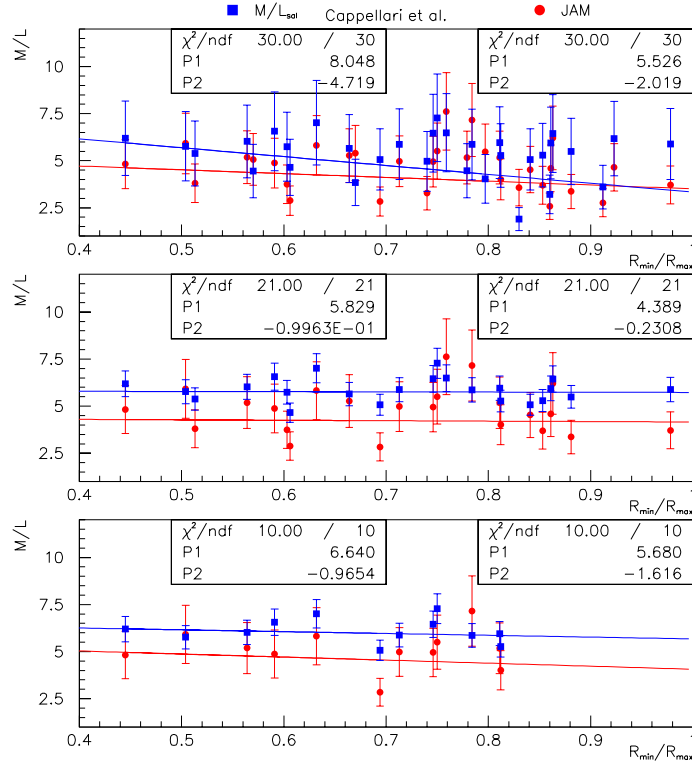 M/L_sal Cappellari et al. JAM
χ²/ndf 30.00 / 30
P1 8.048
P2 −4.719
χ²/ndf 30.00 / 30
P1 5.526
P2 −2.019
M/L
10
7.5
5
2.5
0.4 0.5 0.6 0.7 0.8 0.9 1
R_min/R_max
χ²/ndf 21.00 / 21
P1 5.829
P2 −0.9963E−01
χ²/ndf 21.00 / 21
P1 4.389
P2 −0.2308
M/L
10
7.5
5
2.5
0.4 0.5 0.6 0.7 0.8 0.9 1
R_min/R_max
χ²/ndf 10.00 / 10
P1 6.640
P2 −0.9654
χ²/ndf 10.00 / 10
P1 5.680
P2 −1.616
M/L
10
7.5
5
2.5
0.4 0.5 0.6 0.7 0.8 0.9 1
R_min/R_max